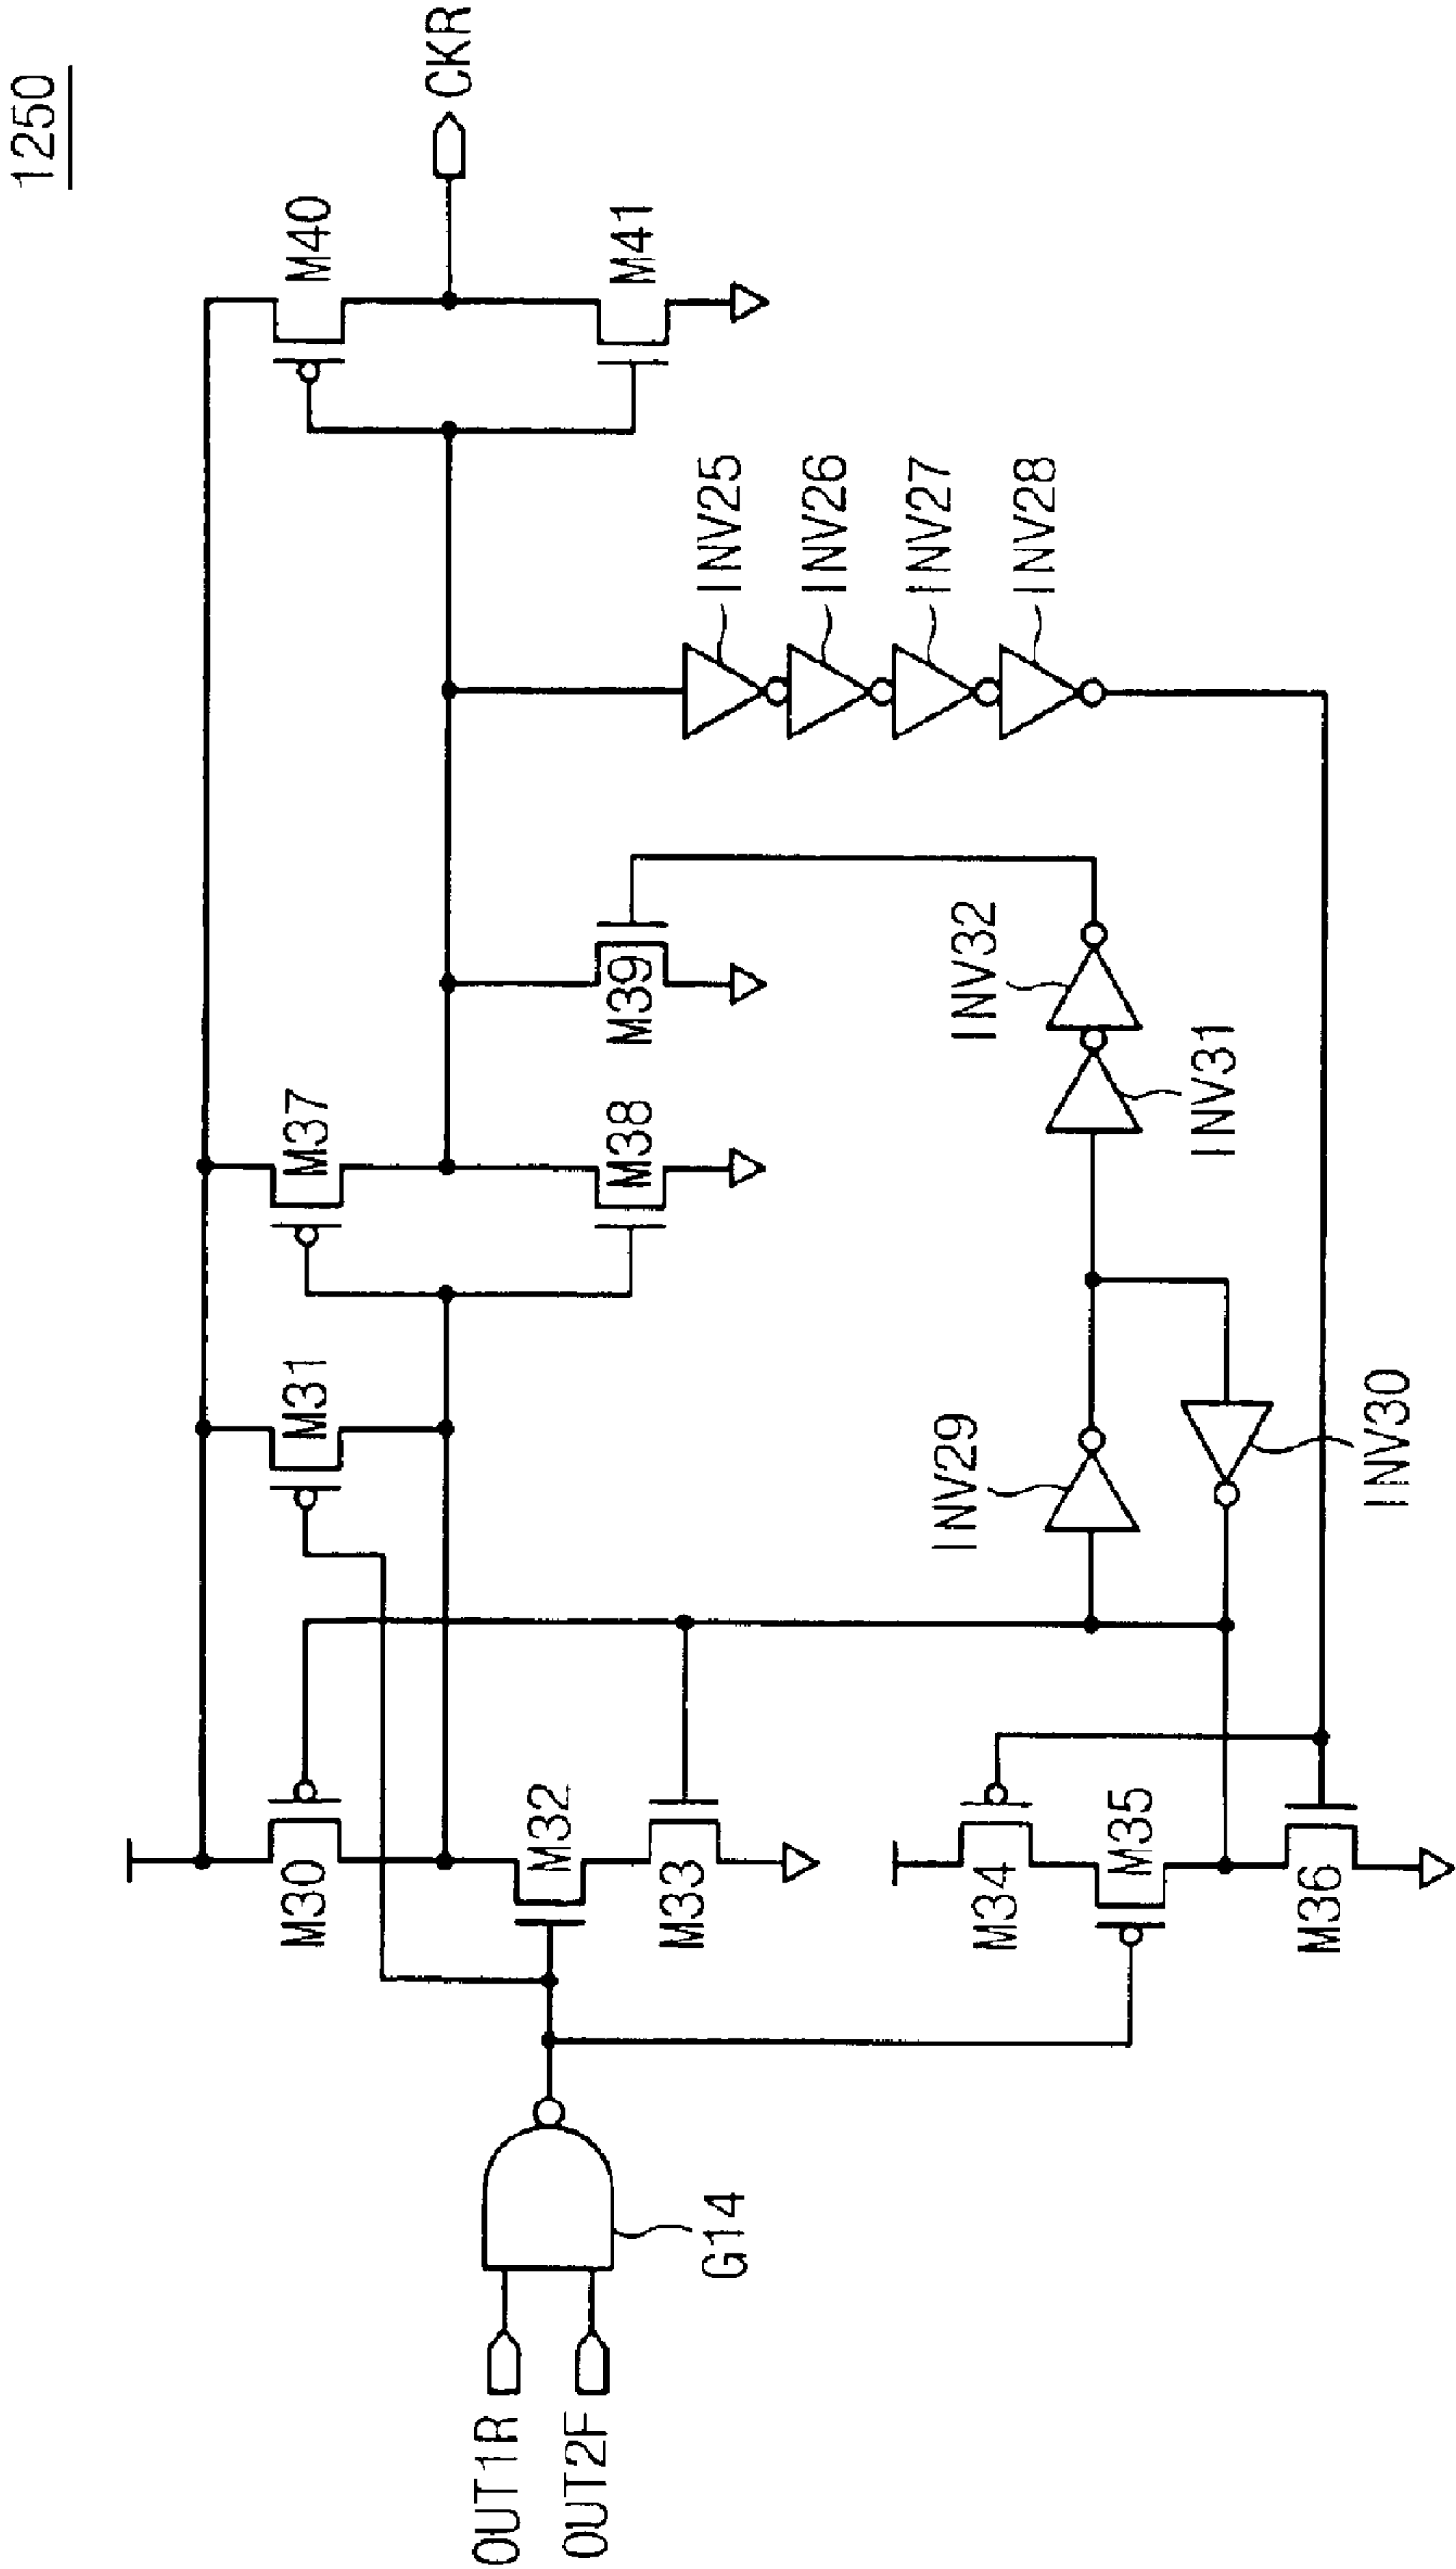 1250
OUT1R
OUT2F
G14
M30
M31
M32
M33
M34
M35
M36
M37
M38
M39
M40
M41
CKR
INV25
INV26
INV27
INV28
INV29
INV30
INV31
INV32